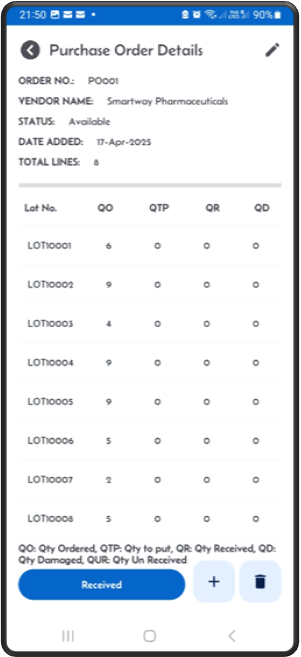 21:50 90%
Purchase Order Details
ORDER NO.: PO001
VENDOR NAME: Smartway Pharmaceuticals
STATUS: Available
DATE ADDED: 17-Apr-2025
TOTAL LINES: 8
Lot No. QO QTP QR QD
LOT10001 6 0 0 0
LOT10002 9 0 0 0
LOT10003 4 0 0 0
LOT10004 9 0 0 0
LOT10005 9 0 0 0
LOT10006 5 0 0 0
LOT10007 2 0 0 0
LOT10008 5 0 0 0
QO: Qty Ordered, QTP: Qty to put, QR: Qty Received, QD:
Qty Damaged, QUR: Qty Un Received
Received